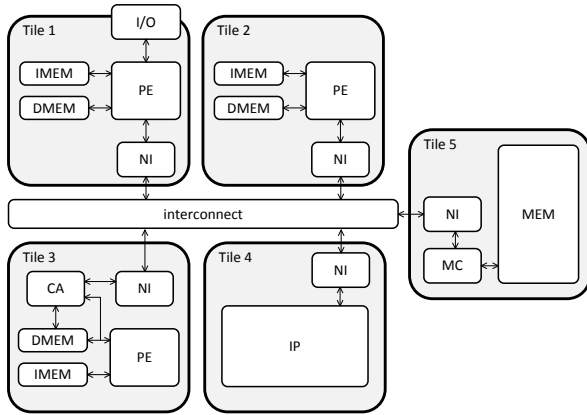 I/O
Tile 1
IMEM
PE
DMEM
NI
Tile 2
IMEM
PE
DMEM
NI
Tile 5
NI
MEM
MC
interconnect
Tile 3
CA
NI
DMEM
PE
IMEM
Tile 4
NI
IP